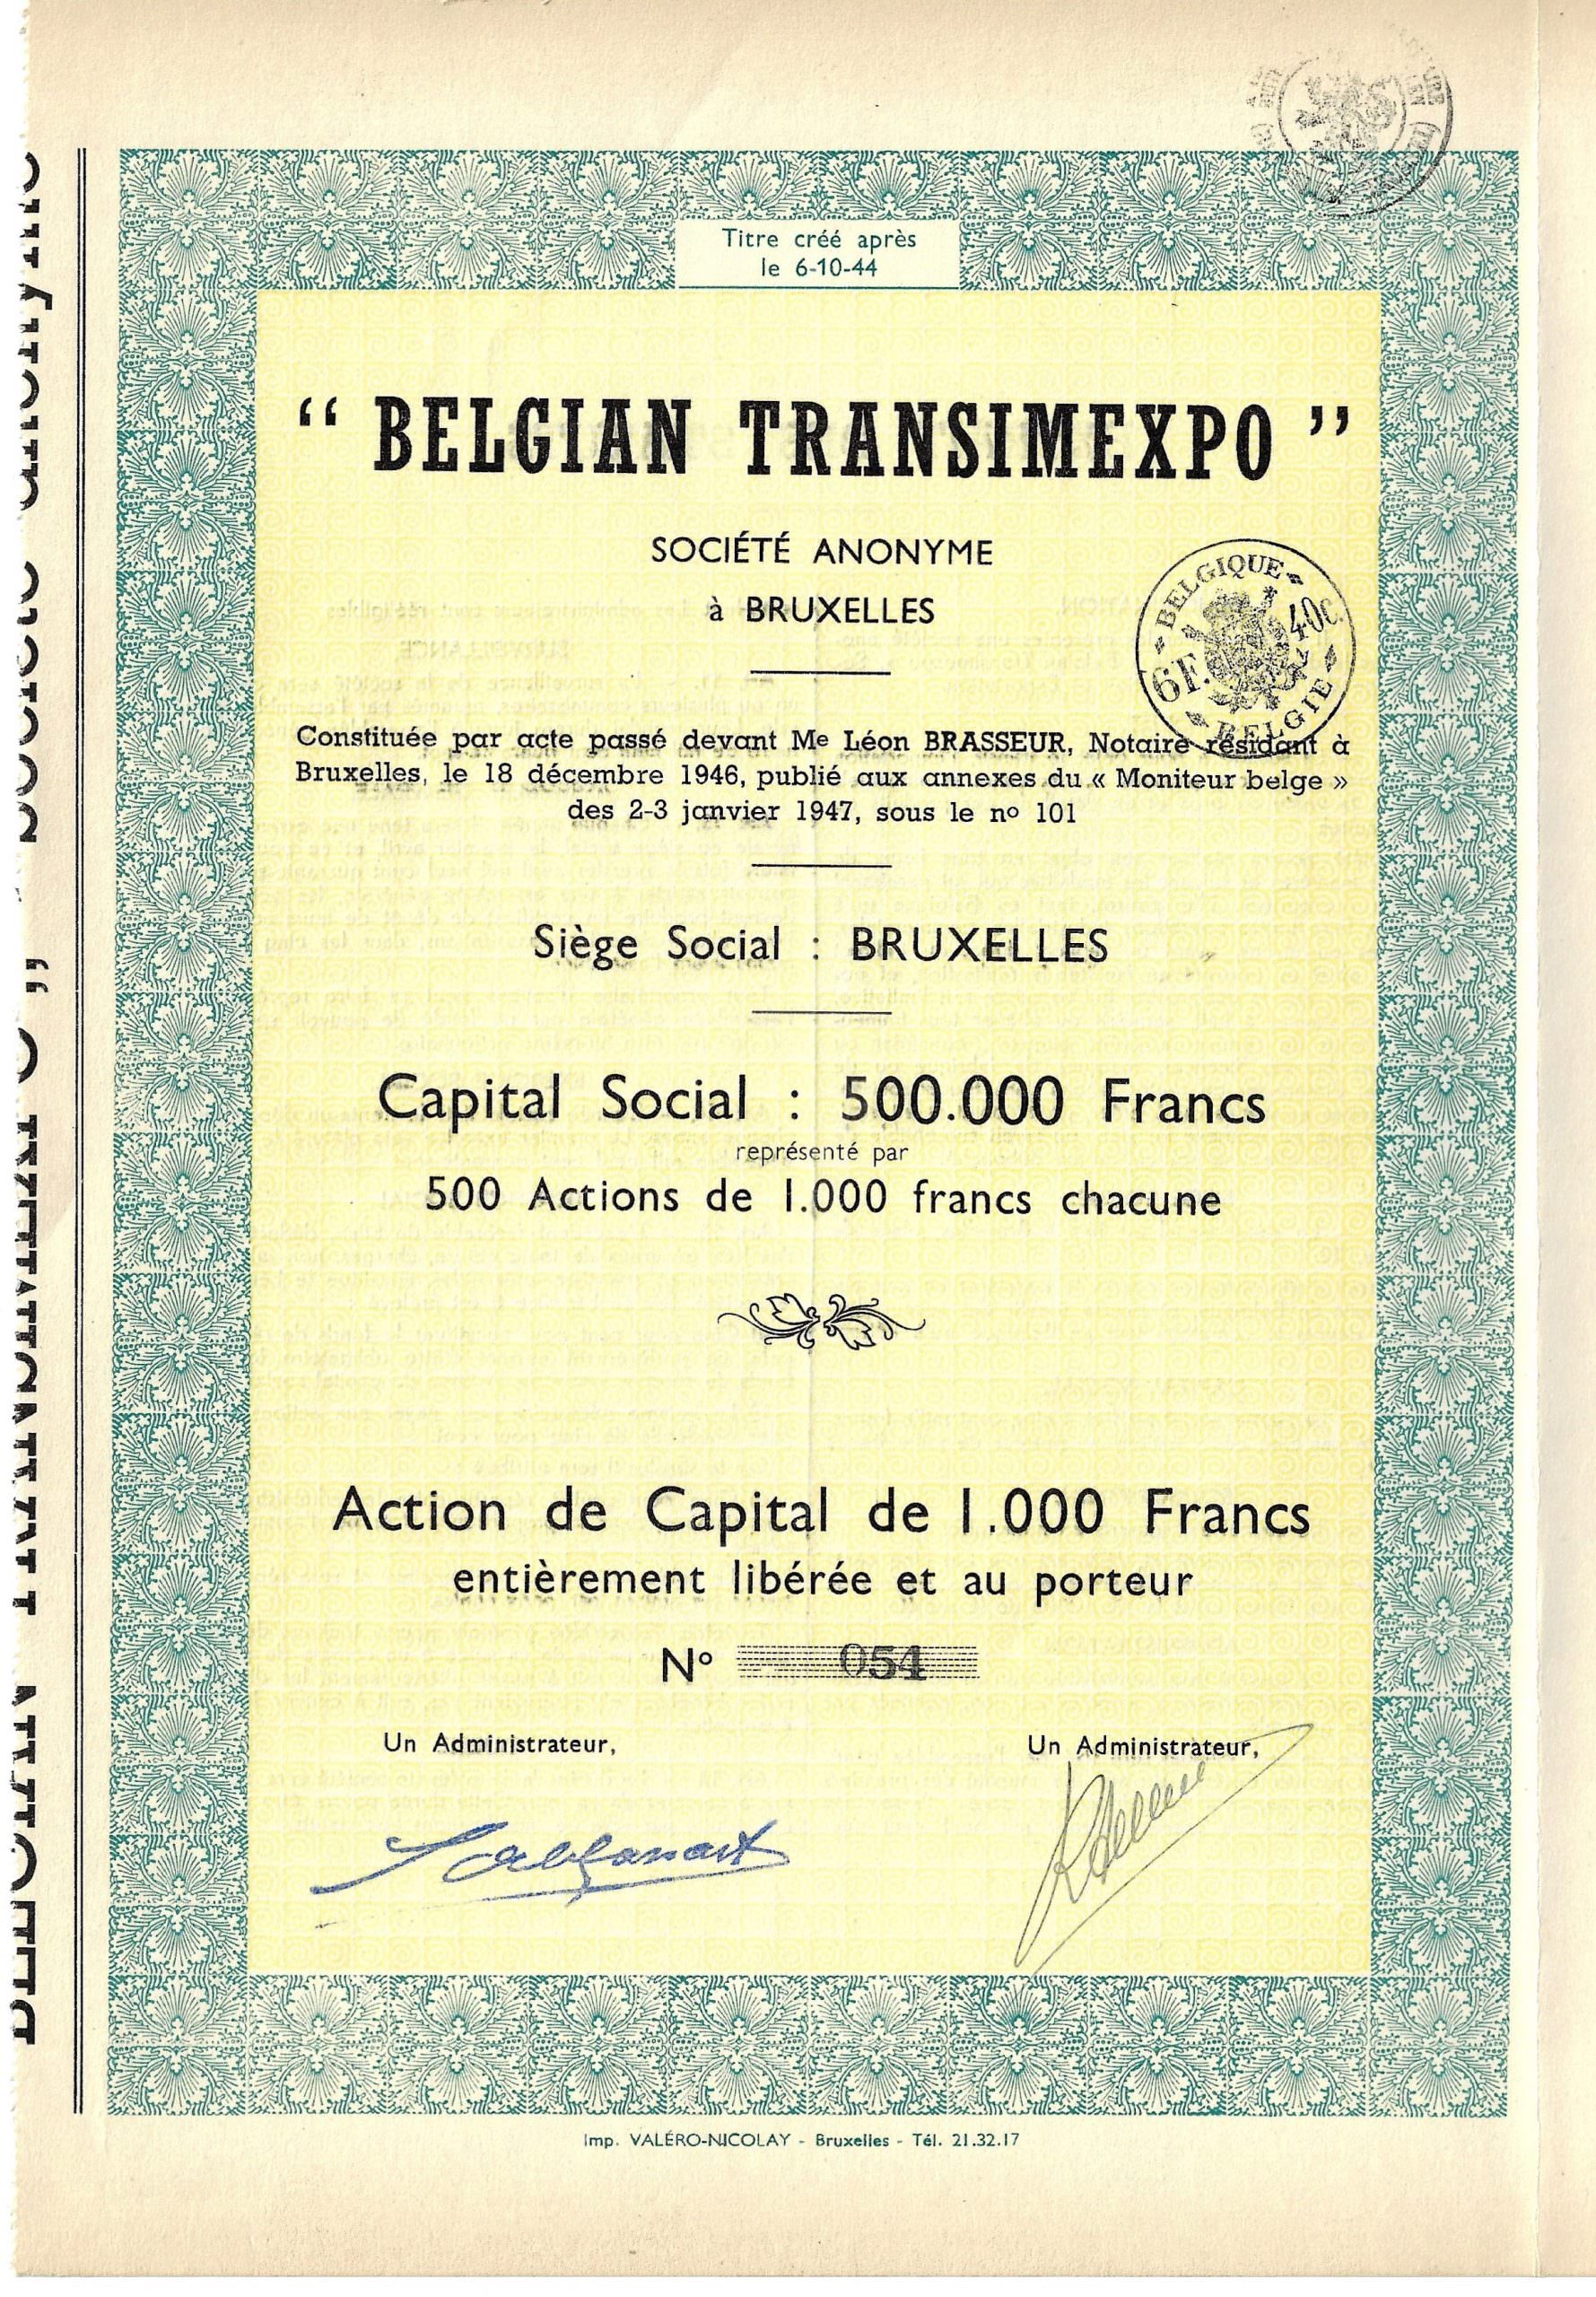 Titre créé après
le 6-10-44
“ BELGIAN TRANSIMEXPO ”
SOCIÉTÉ ANONYME
à BRUXELLES
BELGIQUE
6F. 40c.
BELGIE
Constituée par acte passé devant Me Léon BRASSEUR, Notaire résidant à
Bruxelles, le 18 décembre 1946, publié aux annexes du « Moniteur belge »
des 2-3 janvier 1947, sous le no 101
Siège Social : BRUXELLES
Capital Social : 500.000 Francs
représenté par
500 Actions de 1.000 francs chacune
Action de Capital de 1.000 Francs
entièrement libérée et au porteur
N° 054
Un Administrateur,
Un Administrateur,
Imp. VALÉRO-NICOLAY - Bruxelles - Tél. 21.32.17